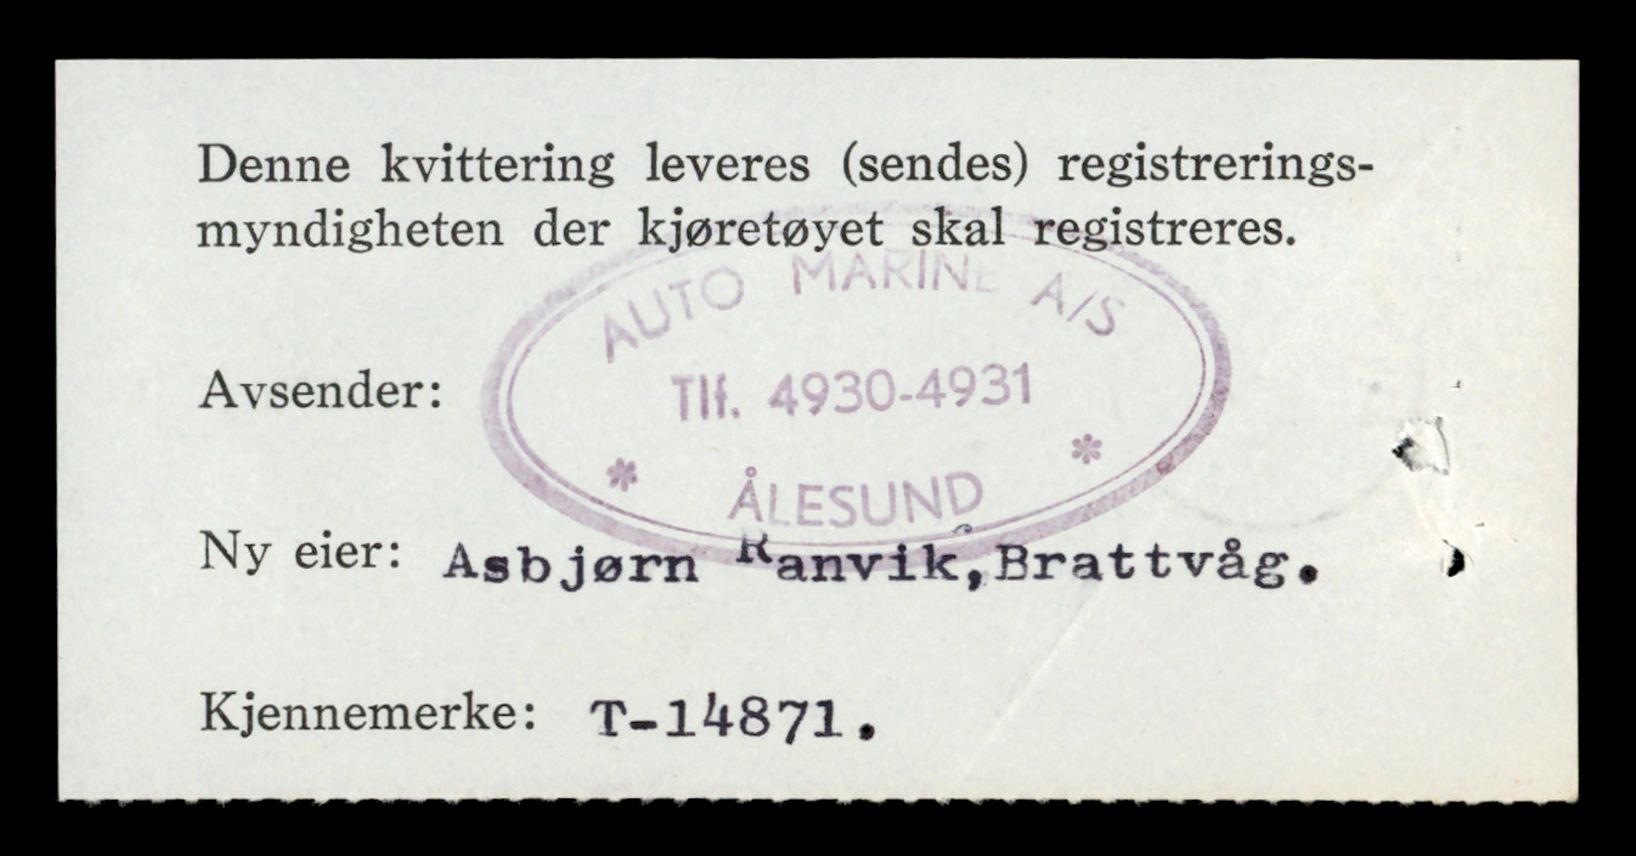 Denne kvittering leveres (sendes) registrerings-
myndigheten der kjøretøyet skal registreres.
AUTO MARINE A/S
Avsender:
Tlf. 4930-4931
* ÅLESUND *
Ny eier: Asbjørn Ranvik,Brattvåg.
Kjennemerke: T-14871.